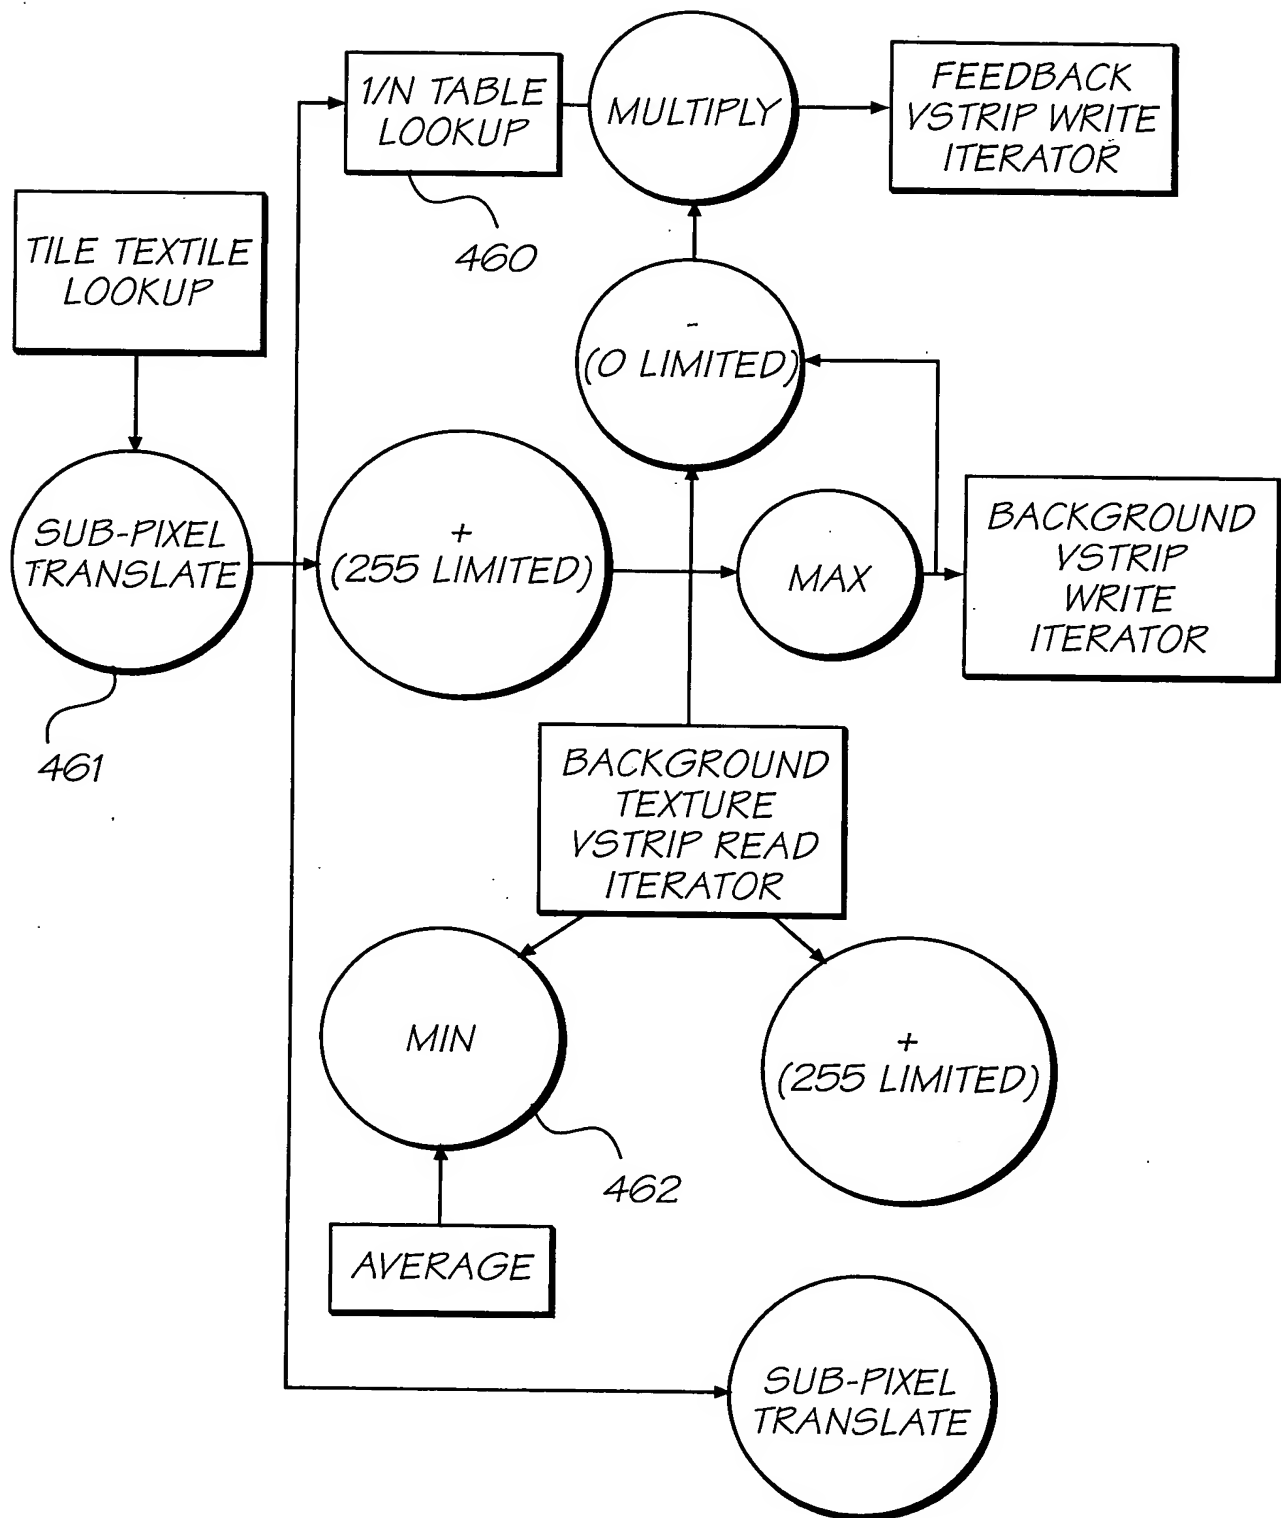 1/N TABLE
LOOKUP
MULTIPLY
FEEDBACK
VSTRIP WRITE
ITERATOR
460
TILE TEXTILE
LOOKUP
-
(0 LIMITED)
SUB-PIXEL
TRANSLATE
+
(255 LIMITED)
MAX
BACKGROUND
VSTRIP
WRITE
ITERATOR
461
BACKGROUND
TEXTURE
VSTRIP READ
ITERATOR
MIN
+
(255 LIMITED)
462
AVERAGE
SUB-PIXEL
TRANSLATE